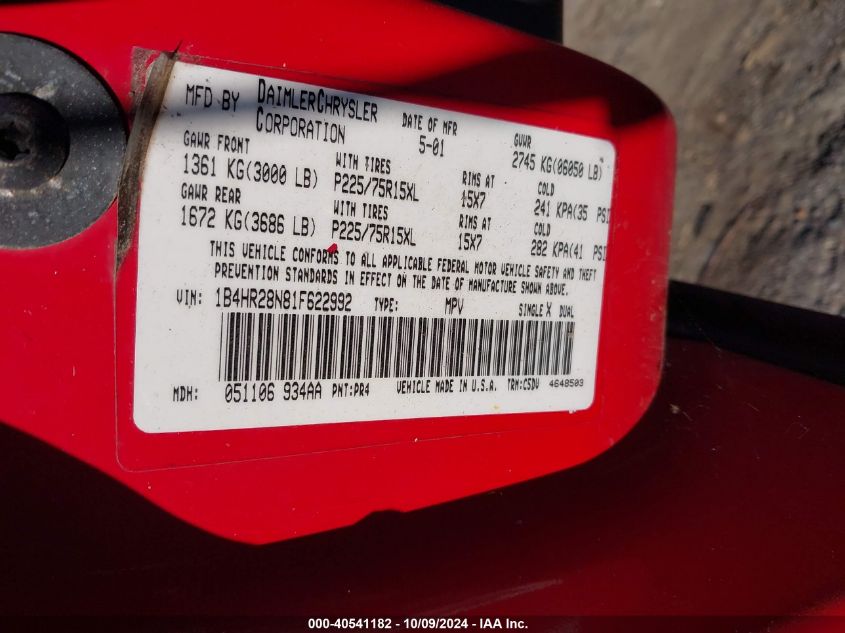 MFD BY DAIMLERCHRYSLER CORPORATION DATE OF MFR 5-01 GVWR 2745 KG(06050 LB)
GAWR FRONT WITH TIRES RIMS AT COLD
1361 KG(3000 LB) P225/75R15XL 15X7 241 KPA(35 PSI
GAWR REAR WITH TIRES RIMS AT COLD
1672 KG(3686 LB) P225/75R15XL 15X7 282 KPA(41 PSI
THIS VEHICLE CONFORMS TO ALL APPLICABLE FEDERAL MOTOR VEHICLE SAFETY AND THEFT
PREVENTION STANDARDS IN EFFECT ON THE DATE OF MANUFACTURE SHOWN ABOVE.
VIN: 1B4HR28N81F622992 TYPE: MPV SINGLE X DUAL
MDH: 051106 934AA PNT:PR4 VEHICLE MADE IN U.S.A. TRM:CSDV 4648503
000-40541182 - 10/09/2024 - IAA Inc.